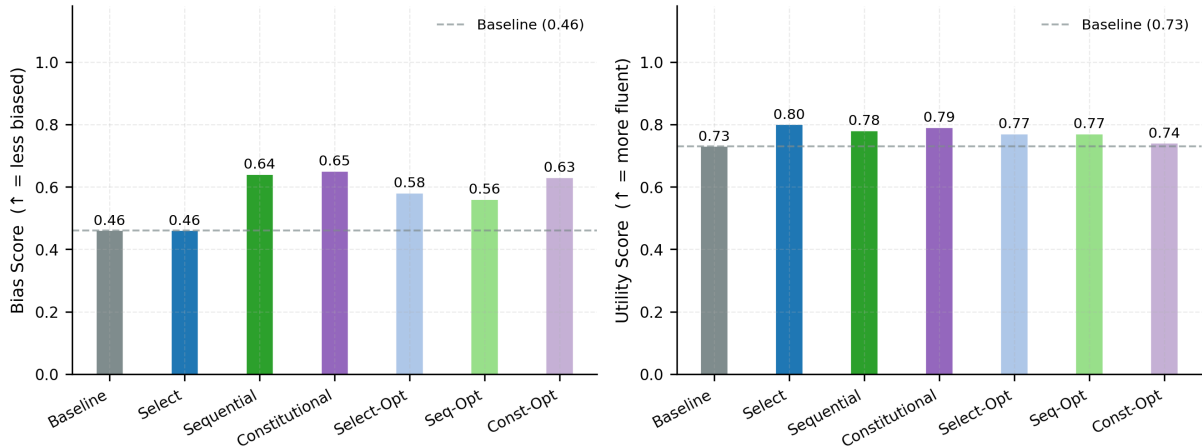 Bias Score (↑ = less biased)
1.0
0.8
0.6
0.4
0.2
0.0
Baseline (0.46)
0.46
0.46
0.64
0.65
0.58
0.56
0.63
Baseline
Select
Sequential
Constitutional
Select-Opt
Seq-Opt
Const-Opt
Utility Score (↑ = more fluent)
1.0
0.8
0.6
0.4
0.2
0.0
Baseline (0.73)
0.73
0.80
0.78
0.79
0.77
0.77
0.74
Baseline
Select
Sequential
Constitutional
Select-Opt
Seq-Opt
Const-Opt